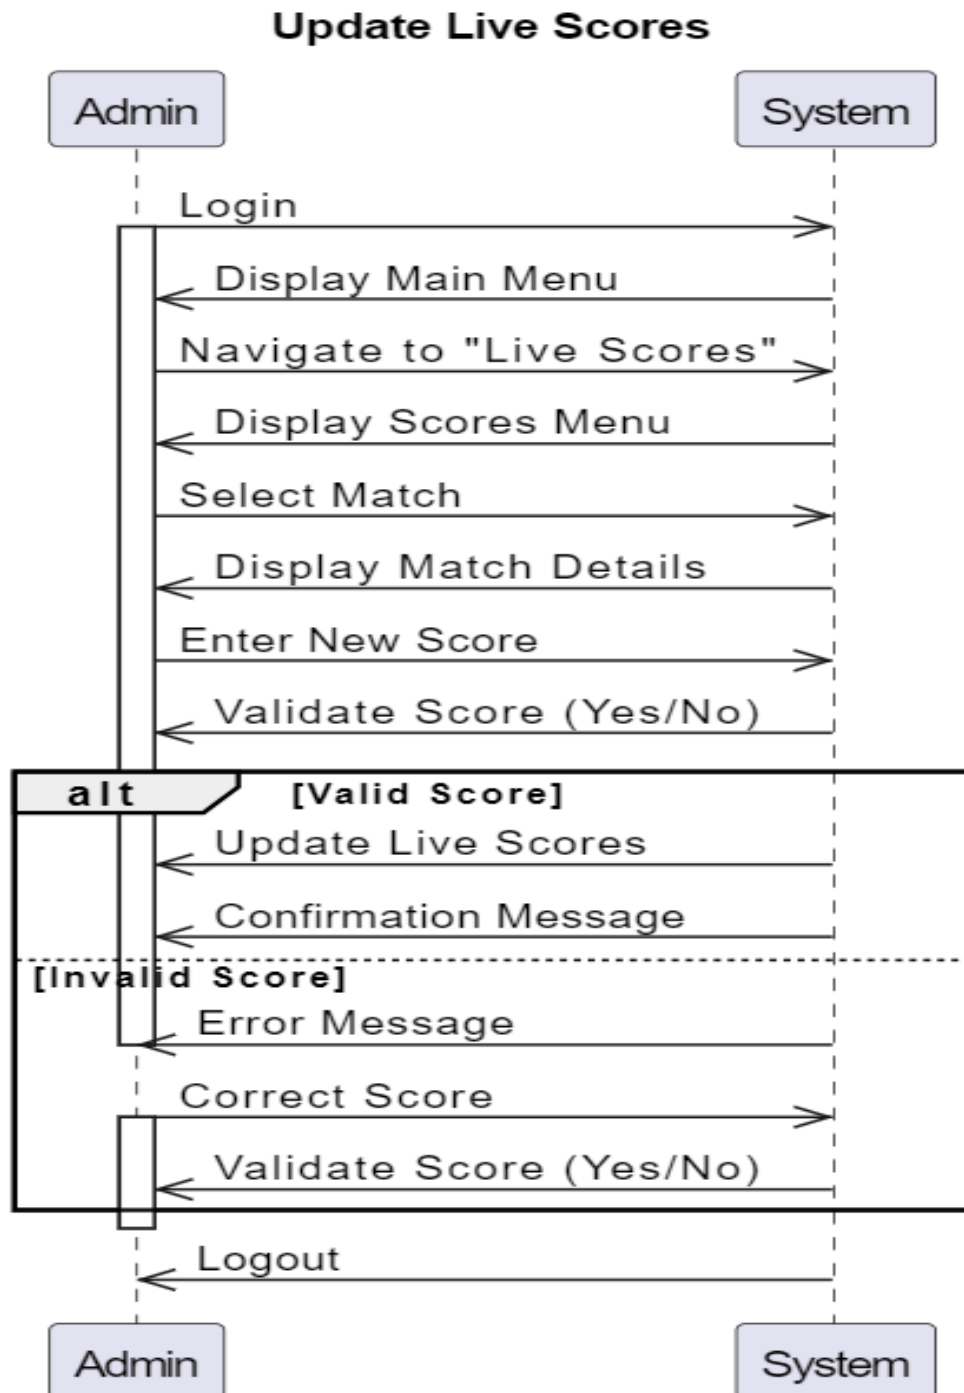 Update Live Scores
Admin System
Login
Display Main Menu
Navigate to "Live Scores"
Display Scores Menu
Select Match
Display Match Details
Enter New Score
Validate Score (Yes/No)
alt [Valid Score]
Update Live Scores
Confirmation Message
[Invalid Score]
Error Message
Correct Score
Validate Score (Yes/No)
Logout
Admin System